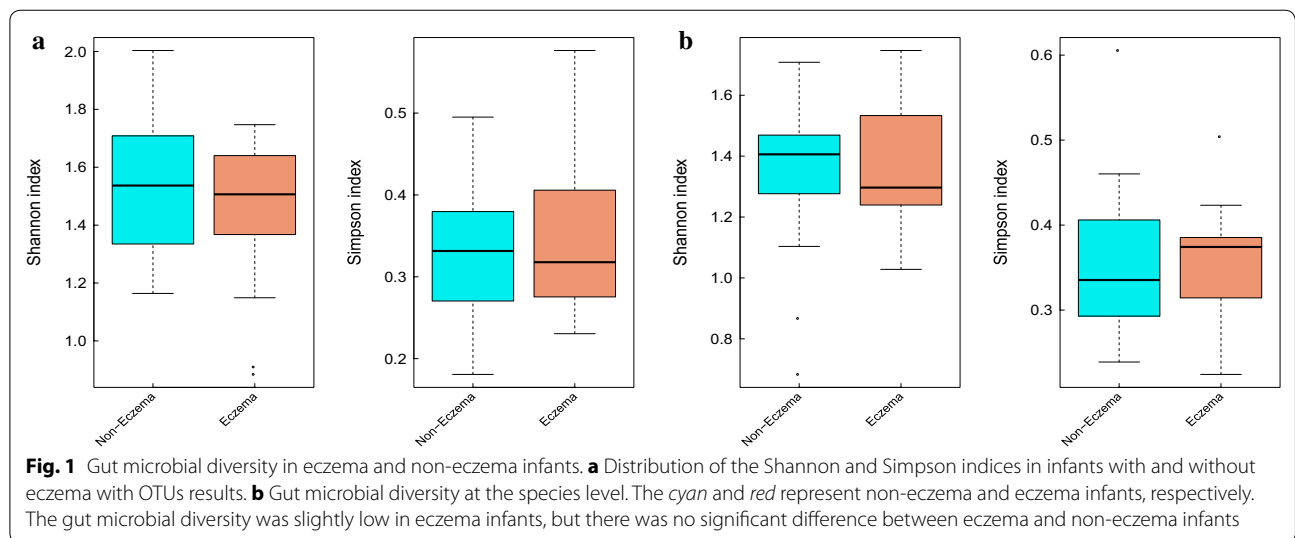 a
Shannon index
2.0
1.8
1.6
1.4
1.2
1.0
Non−Eczema
Eczema
Simpson index
0.5
0.4
0.3
0.2
Non−Eczema
Eczema
b
Shannon index
1.6
1.4
1.2
1.0
0.8
Non−Eczema
Eczema
Simpson index
0.6
0.5
0.4
0.3
Non−Eczema
Eczema
Fig. 1 Gut microbial diversity in eczema and non-eczema infants. a Distribution of the Shannon and Simpson indices in infants with and without
eczema with OTUs results. b Gut microbial diversity at the species level. The cyan and red represent non-eczema and eczema infants, respectively.
The gut microbial diversity was slightly low in eczema infants, but there was no significant difference between eczema and non-eczema infants